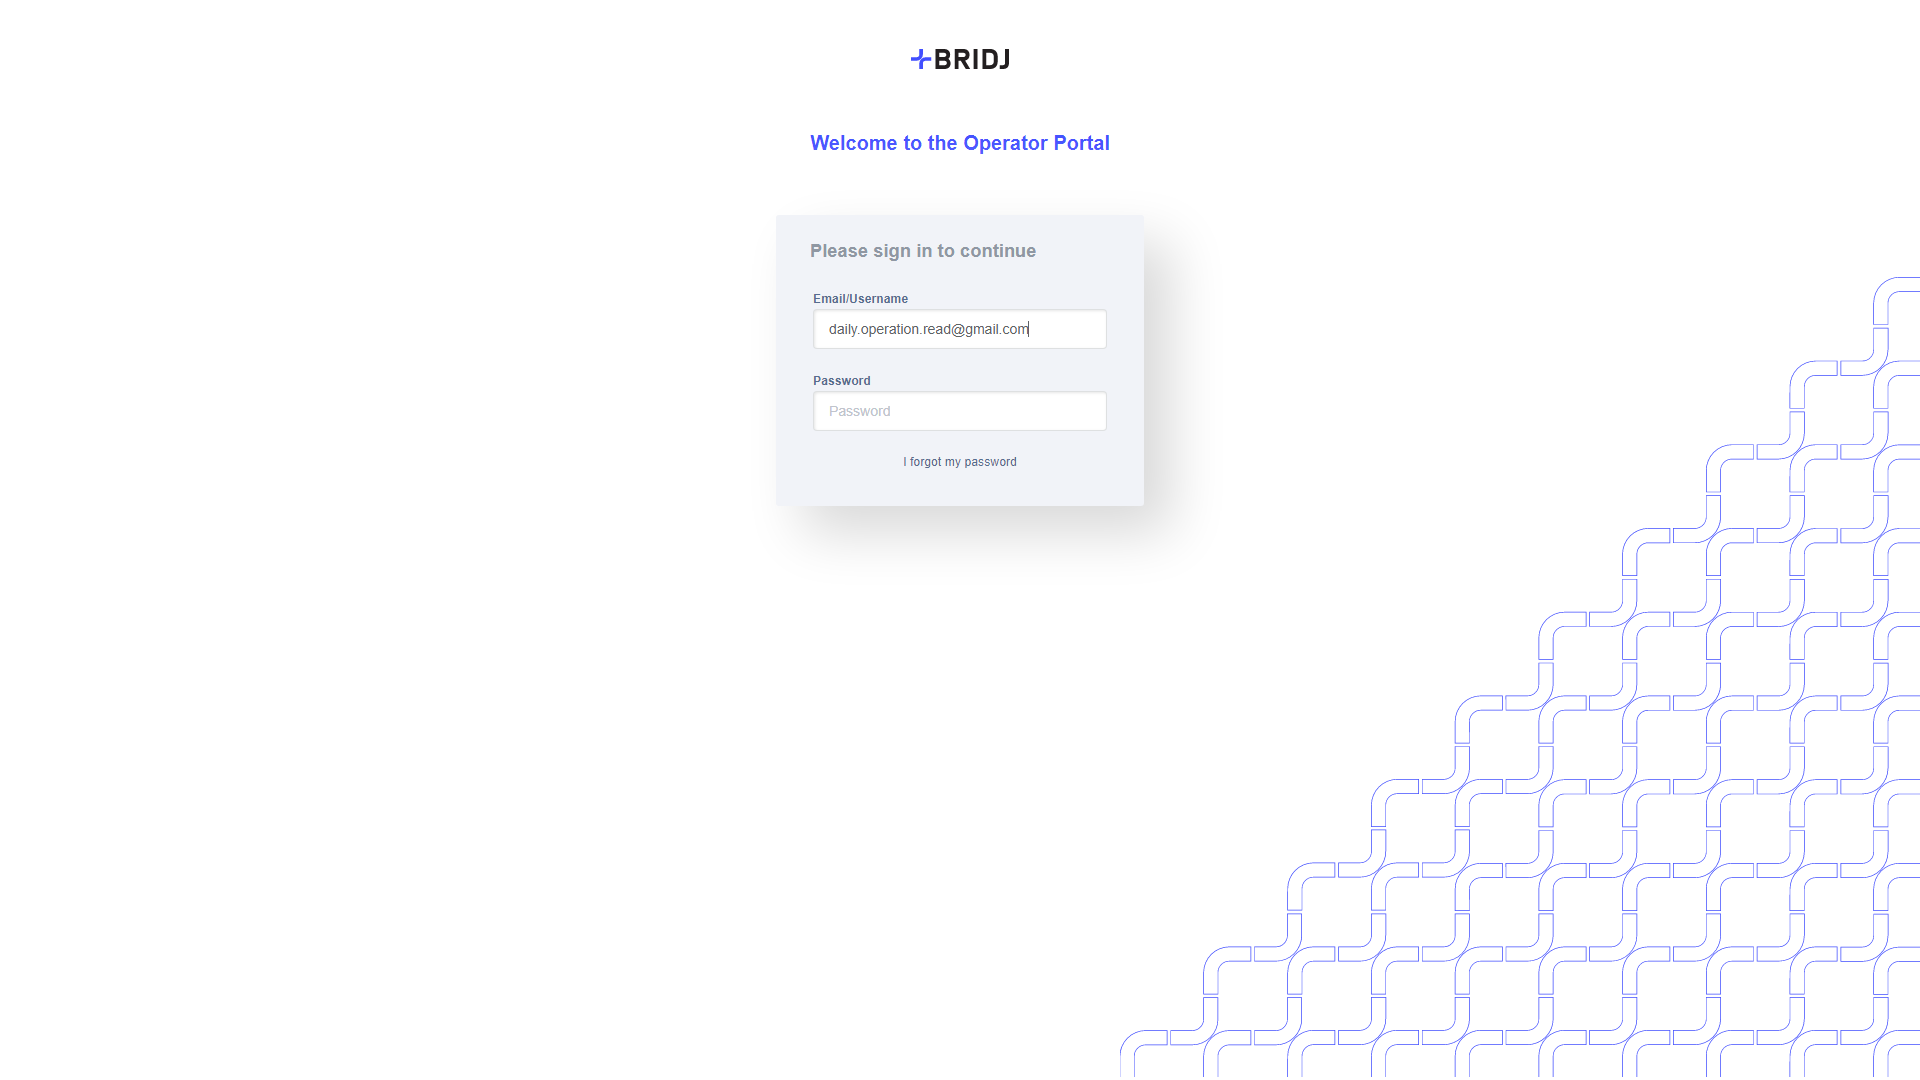 BRIDJ
Welcome to the Operator Portal
Please sign in to continue
Email/Username
daily.operation.read@gmail.com
Password
Password
I forgot my password